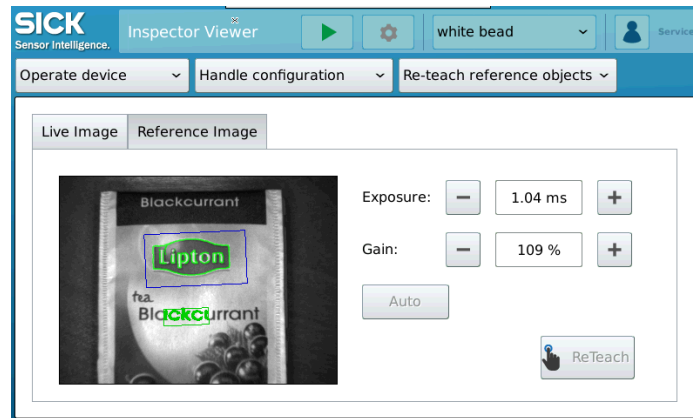 SICK
Sensor Intelligence.
Inspector Viewer
white bead
Service
Operate device
Handle configuration
Re-teach reference objects
Live Image
Reference Image
Blackcurrant
Lipton
tea
Blackcurrant
Exposure:
1.04 ms
Gain:
109 %
Auto
ReTeach